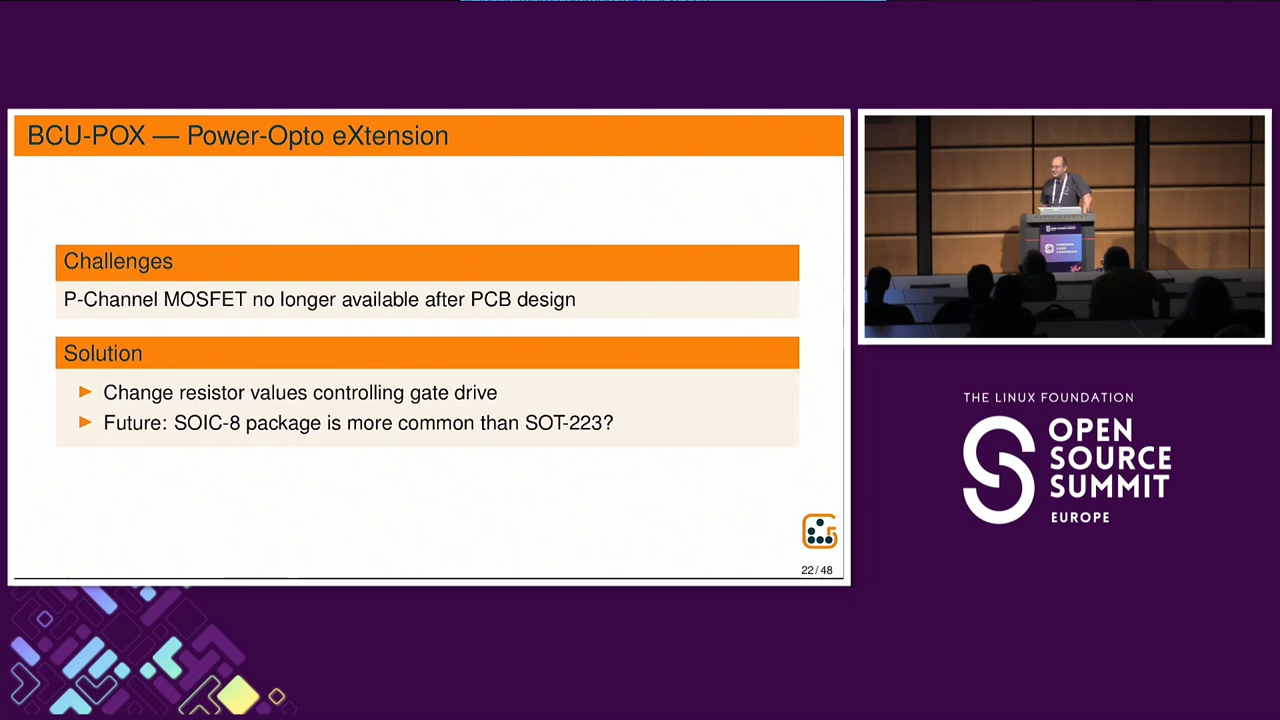 BCU-POX — Power-Opto eXtension
Challenges
P-Channel MOSFET no longer available after PCB design
Solution
Change resistor values controlling gate drive
Future: SOIC-8 package is more common than SOT-223?
22 / 48
THE LINUX FOUNDATION
OPEN
SOURCE
SUMMIT
EUROPE